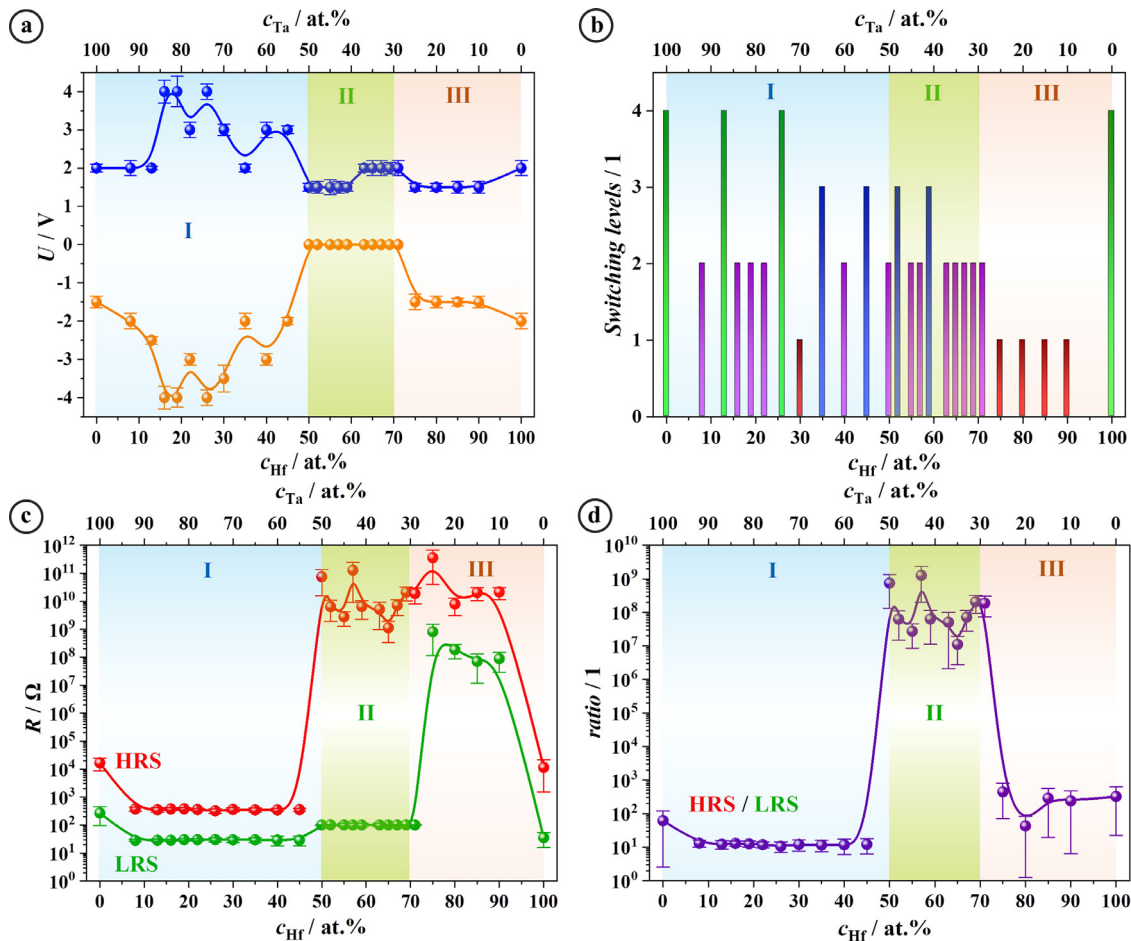 a
c_Ta / at.%
100 90 80 70 60 50 40 30 20 10 0
II
III
I
U / V
4
3
2
1
0
-1
-2
-3
-4
0 10 20 30 40 50 60 70 80 90 100
c_Hf / at.%
b
c_Ta / at.%
100 90 80 70 60 50 40 30 20 10 0
I
II
III
Switching levels / 1
4
3
2
1
0
0 10 20 30 40 50 60 70 80 90 100
c_Hf / at.%
c
c_Ta / at.%
100 90 80 70 60 50 40 30 20 10 0
I
III
II
HRS
LRS
R / Ω
10^12
10^11
10^10
10^9
10^8
10^7
10^6
10^5
10^4
10^3
10^2
10^1
10^0
0 10 20 30 40 50 60 70 80 90 100
c_Hf / at.%
d
c_Ta / at.%
100 90 80 70 60 50 40 30 20 10 0
I
III
II
HRS / LRS
ratio / 1
10^10
10^9
10^8
10^7
10^6
10^5
10^4
10^3
10^2
10^1
10^0
0 10 20 30 40 50 60 70 80 90 100
c_Hf / at.%